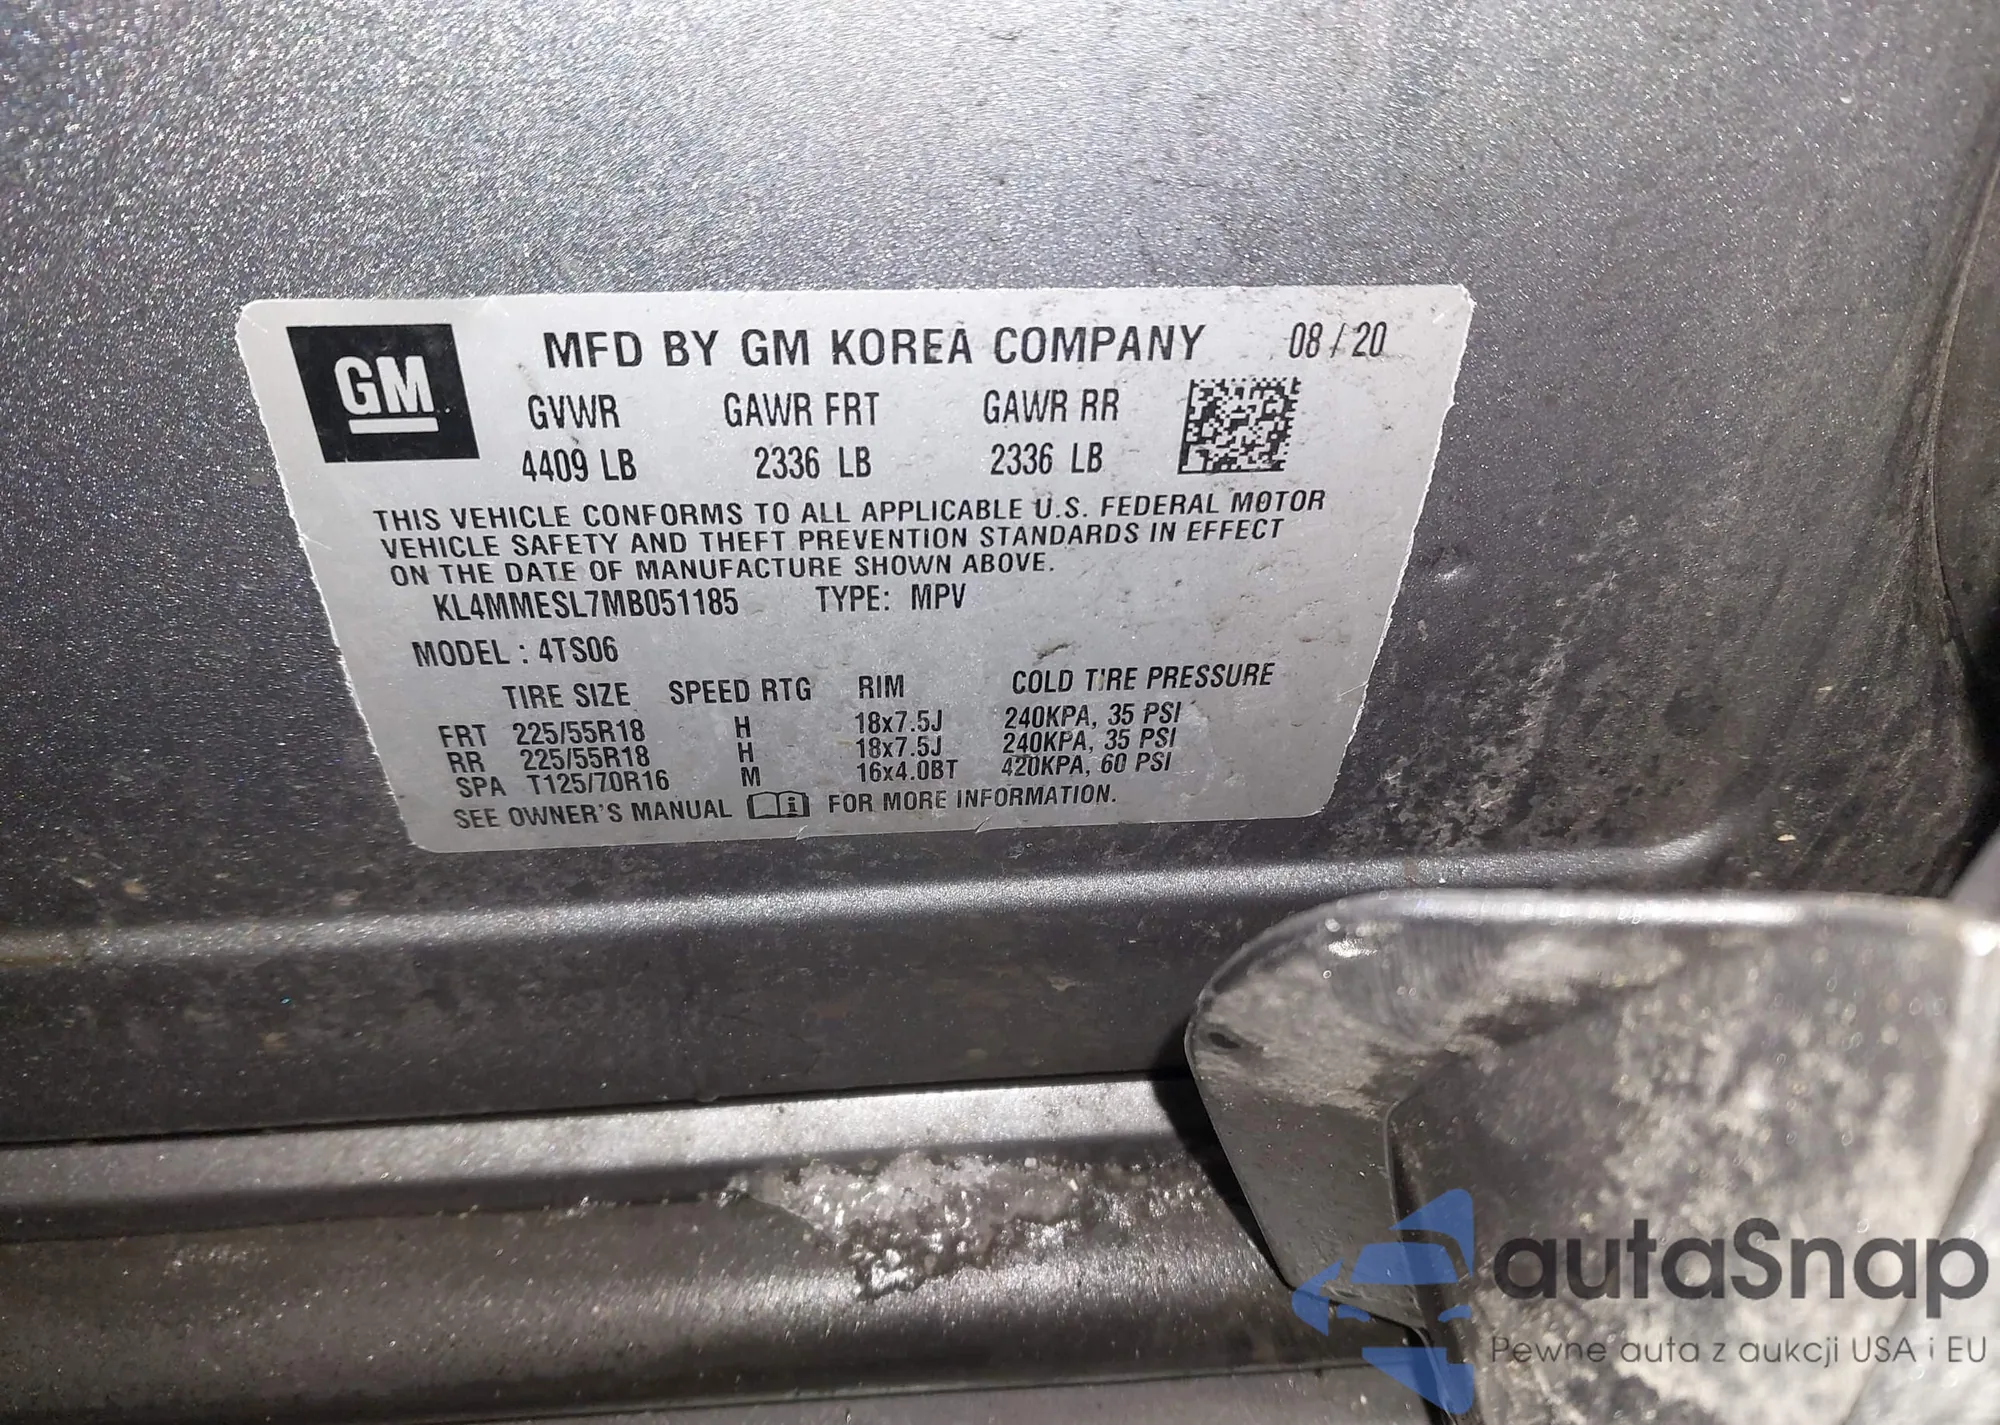 GM
MFD BY GM KOREA COMPANY 08 / 20
GVWR GAWR FRT GAWR RR
4409 LB 2336 LB 2336 LB
THIS VEHICLE CONFORMS TO ALL APPLICABLE U.S. FEDERAL MOTOR
VEHICLE SAFETY AND THEFT PREVENTION STANDARDS IN EFFECT
ON THE DATE OF MANUFACTURE SHOWN ABOVE.
KL4MMESL7MB051185 TYPE: MPV
MODEL : 4TS06
TIRE SIZE SPEED RTG RIM COLD TIRE PRESSURE
FRT 225/55R18 H 18x7.5J 240KPA, 35 PSI
RR 225/55R18 H 18x7.5J 240KPA, 35 PSI
SPA T125/70R16 M 16x4.0BT 420KPA, 60 PSI
SEE OWNER'S MANUAL FOR MORE INFORMATION.
autaSnap
Pewne auta z aukcji USA i EU